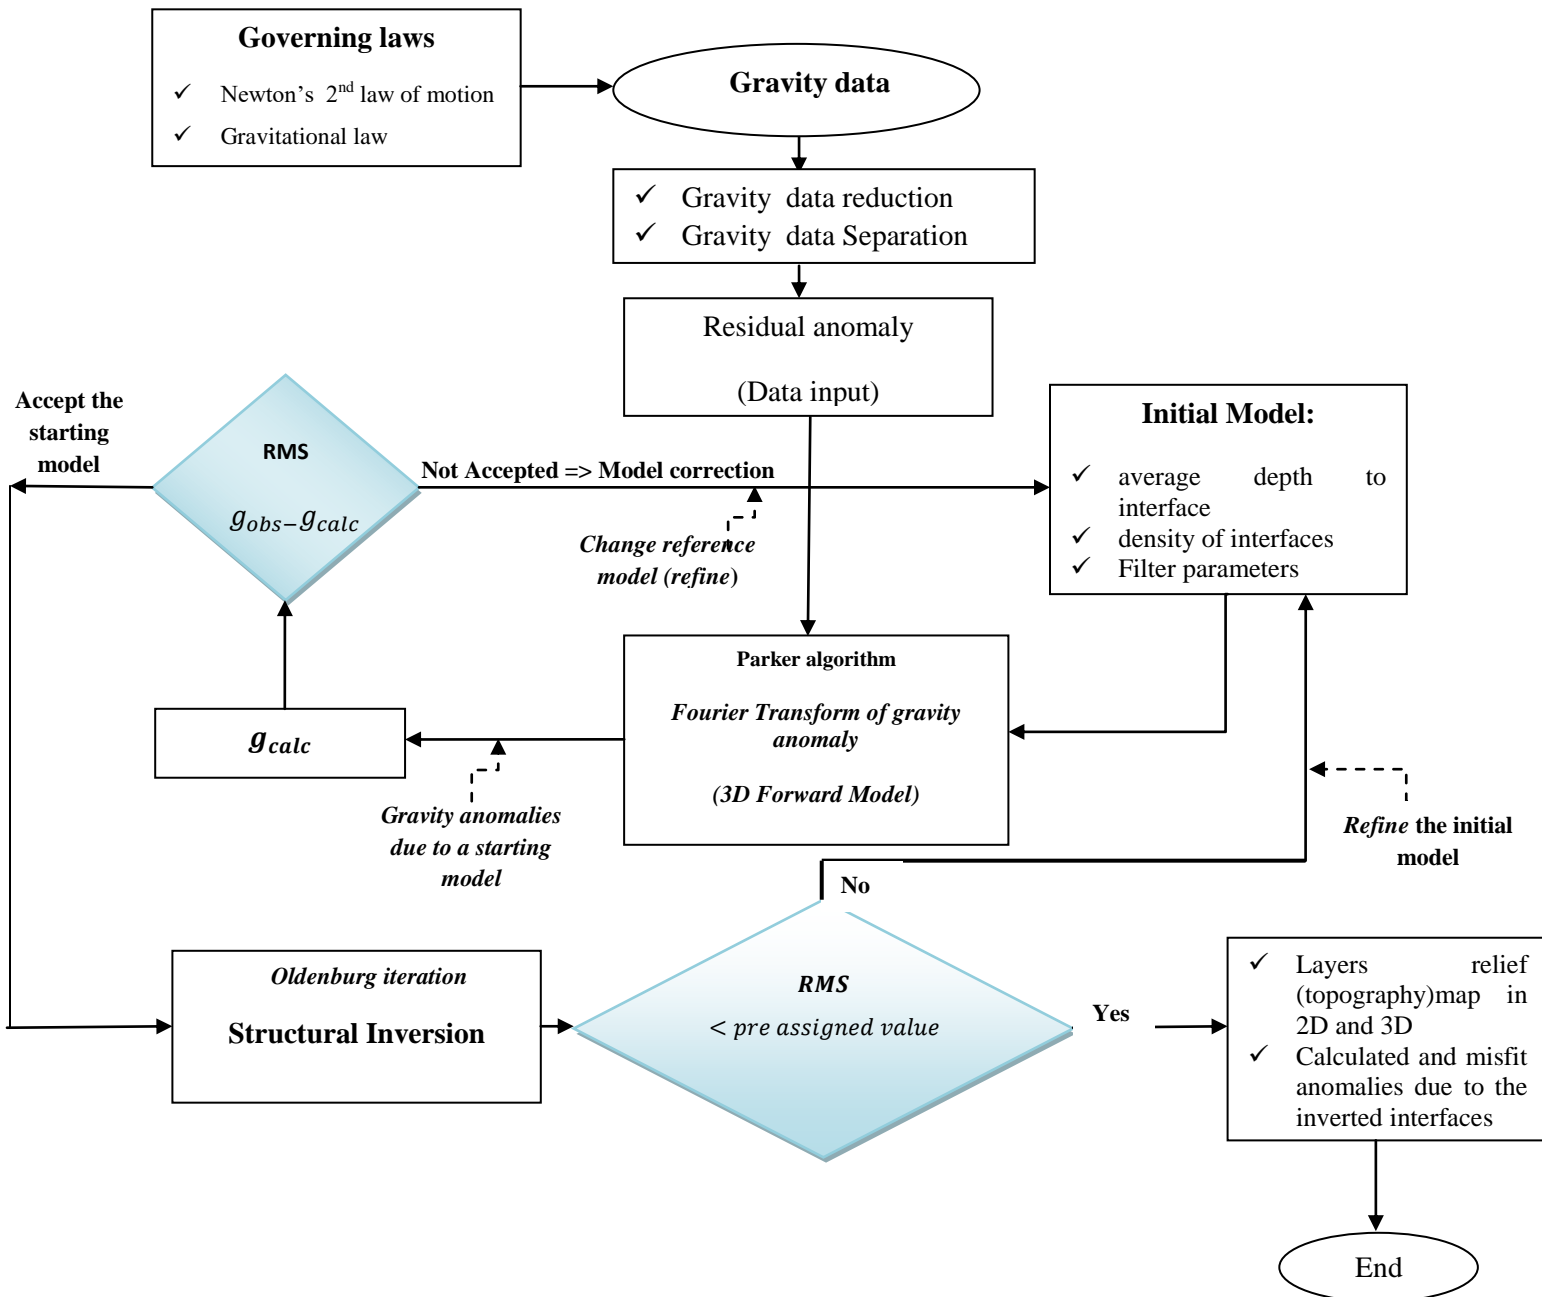 Governing laws
✓ Newton's 2nd law of motion
✓ Gravitational law
Gravity data
✓ Gravity data reduction
✓ Gravity data Separation
Residual anomaly
(Data input)
Accept the
starting
model
RMS
g_obs−g_calc
Not Accepted => Model correction
Change reference
model (refine)
Initial Model:
✓ average depth to
interface
✓ density of interfaces
✓ Filter parameters
Parker algorithm
Fourier Transform of gravity
anomaly
(3D Forward Model)
g_calc
Gravity anomalies
due to a starting
model
Refine the initial
model
No
Oldenburg iteration
Structural Inversion
RMS
< pre assigned value
Yes
✓ Layers relief
(topography)map in
2D and 3D
✓ Calculated and misfit
anomalies due to the
inverted interfaces
End